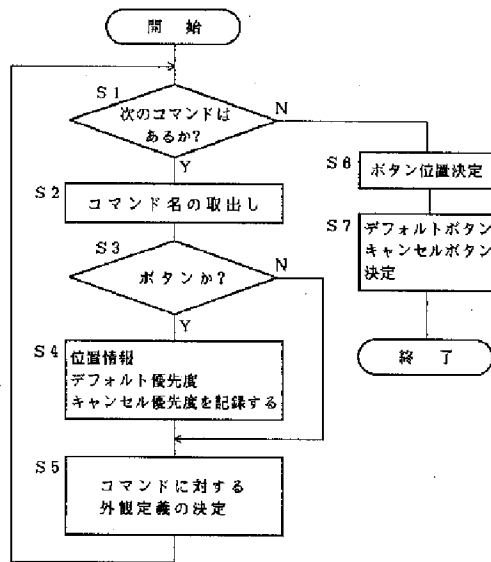 開 始
S1
次のコマンドは
あるか?
N
Y
S2
コマンド名の取出し
S3
ボタンか?
N
Y
S4
位置情報
デフォルト優先度
キャンセル優先度を記録する
S5
コマンドに対する
外観定義の決定
S6
ボタン位置決定
S7
デフォルトボタン
キャンセルボタン
決定
終 了